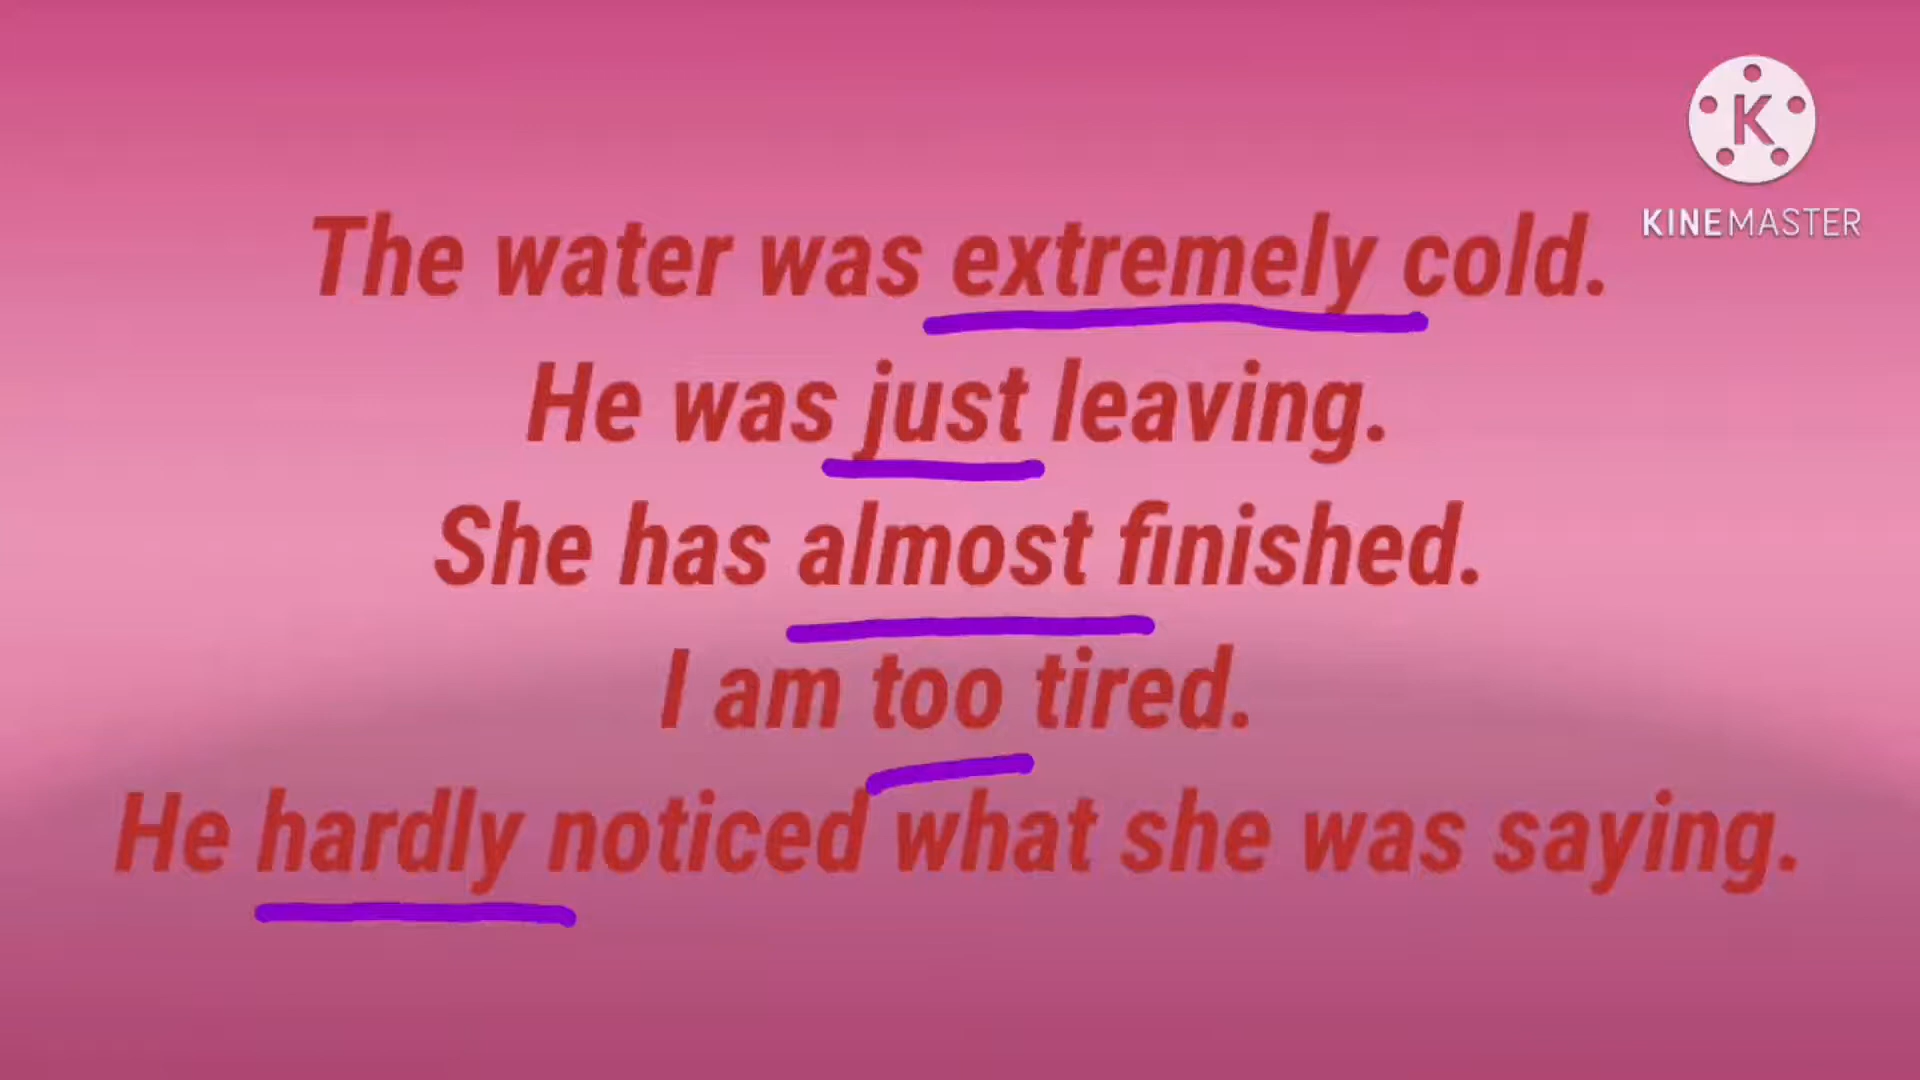 K
KINEMASTER
The water was extremely cold.
He was just leaving.
She has almost finished.
I am too tired.
He hardly noticed what she was saying.